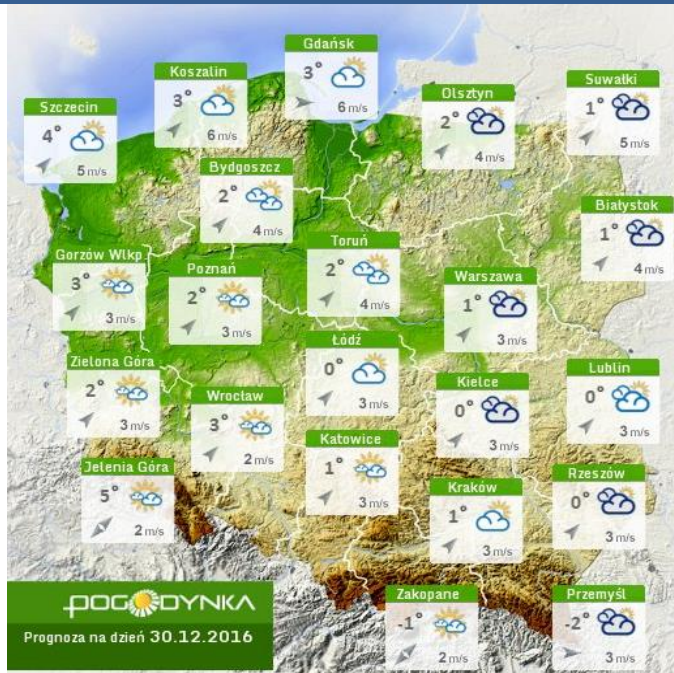 Gdańsk
3°
6 m/s
Koszalin
3°
6 m/s
Szczecin
4°
5 m/s
Olsztyn
2°
4 m/s
Suwałki
1°
5 m/s
Bydgoszcz
2°
4 m/s
Białystok
1°
4 m/s
Gorzów Wlkp
3°
3 m/s
Poznań
2°
3 m/s
Toruń
2°
4 m/s
Warszawa
1°
3 m/s
Zielona Góra
2°
3 m/s
Łódź
0°
3 m/s
Wrocław
3°
2 m/s
Kielce
0°
3 m/s
Lublin
0°
3 m/s
Katowice
1°
3 m/s
Jelenia Góra
5°
2 m/s
Kraków
1°
3 m/s
Rzeszów
0°
3 m/s
Zakopane
-1°
2 m/s
Przemyśl
-2°
3 m/s
POGODYNKA
Prognoza na dzień 30.12.2016